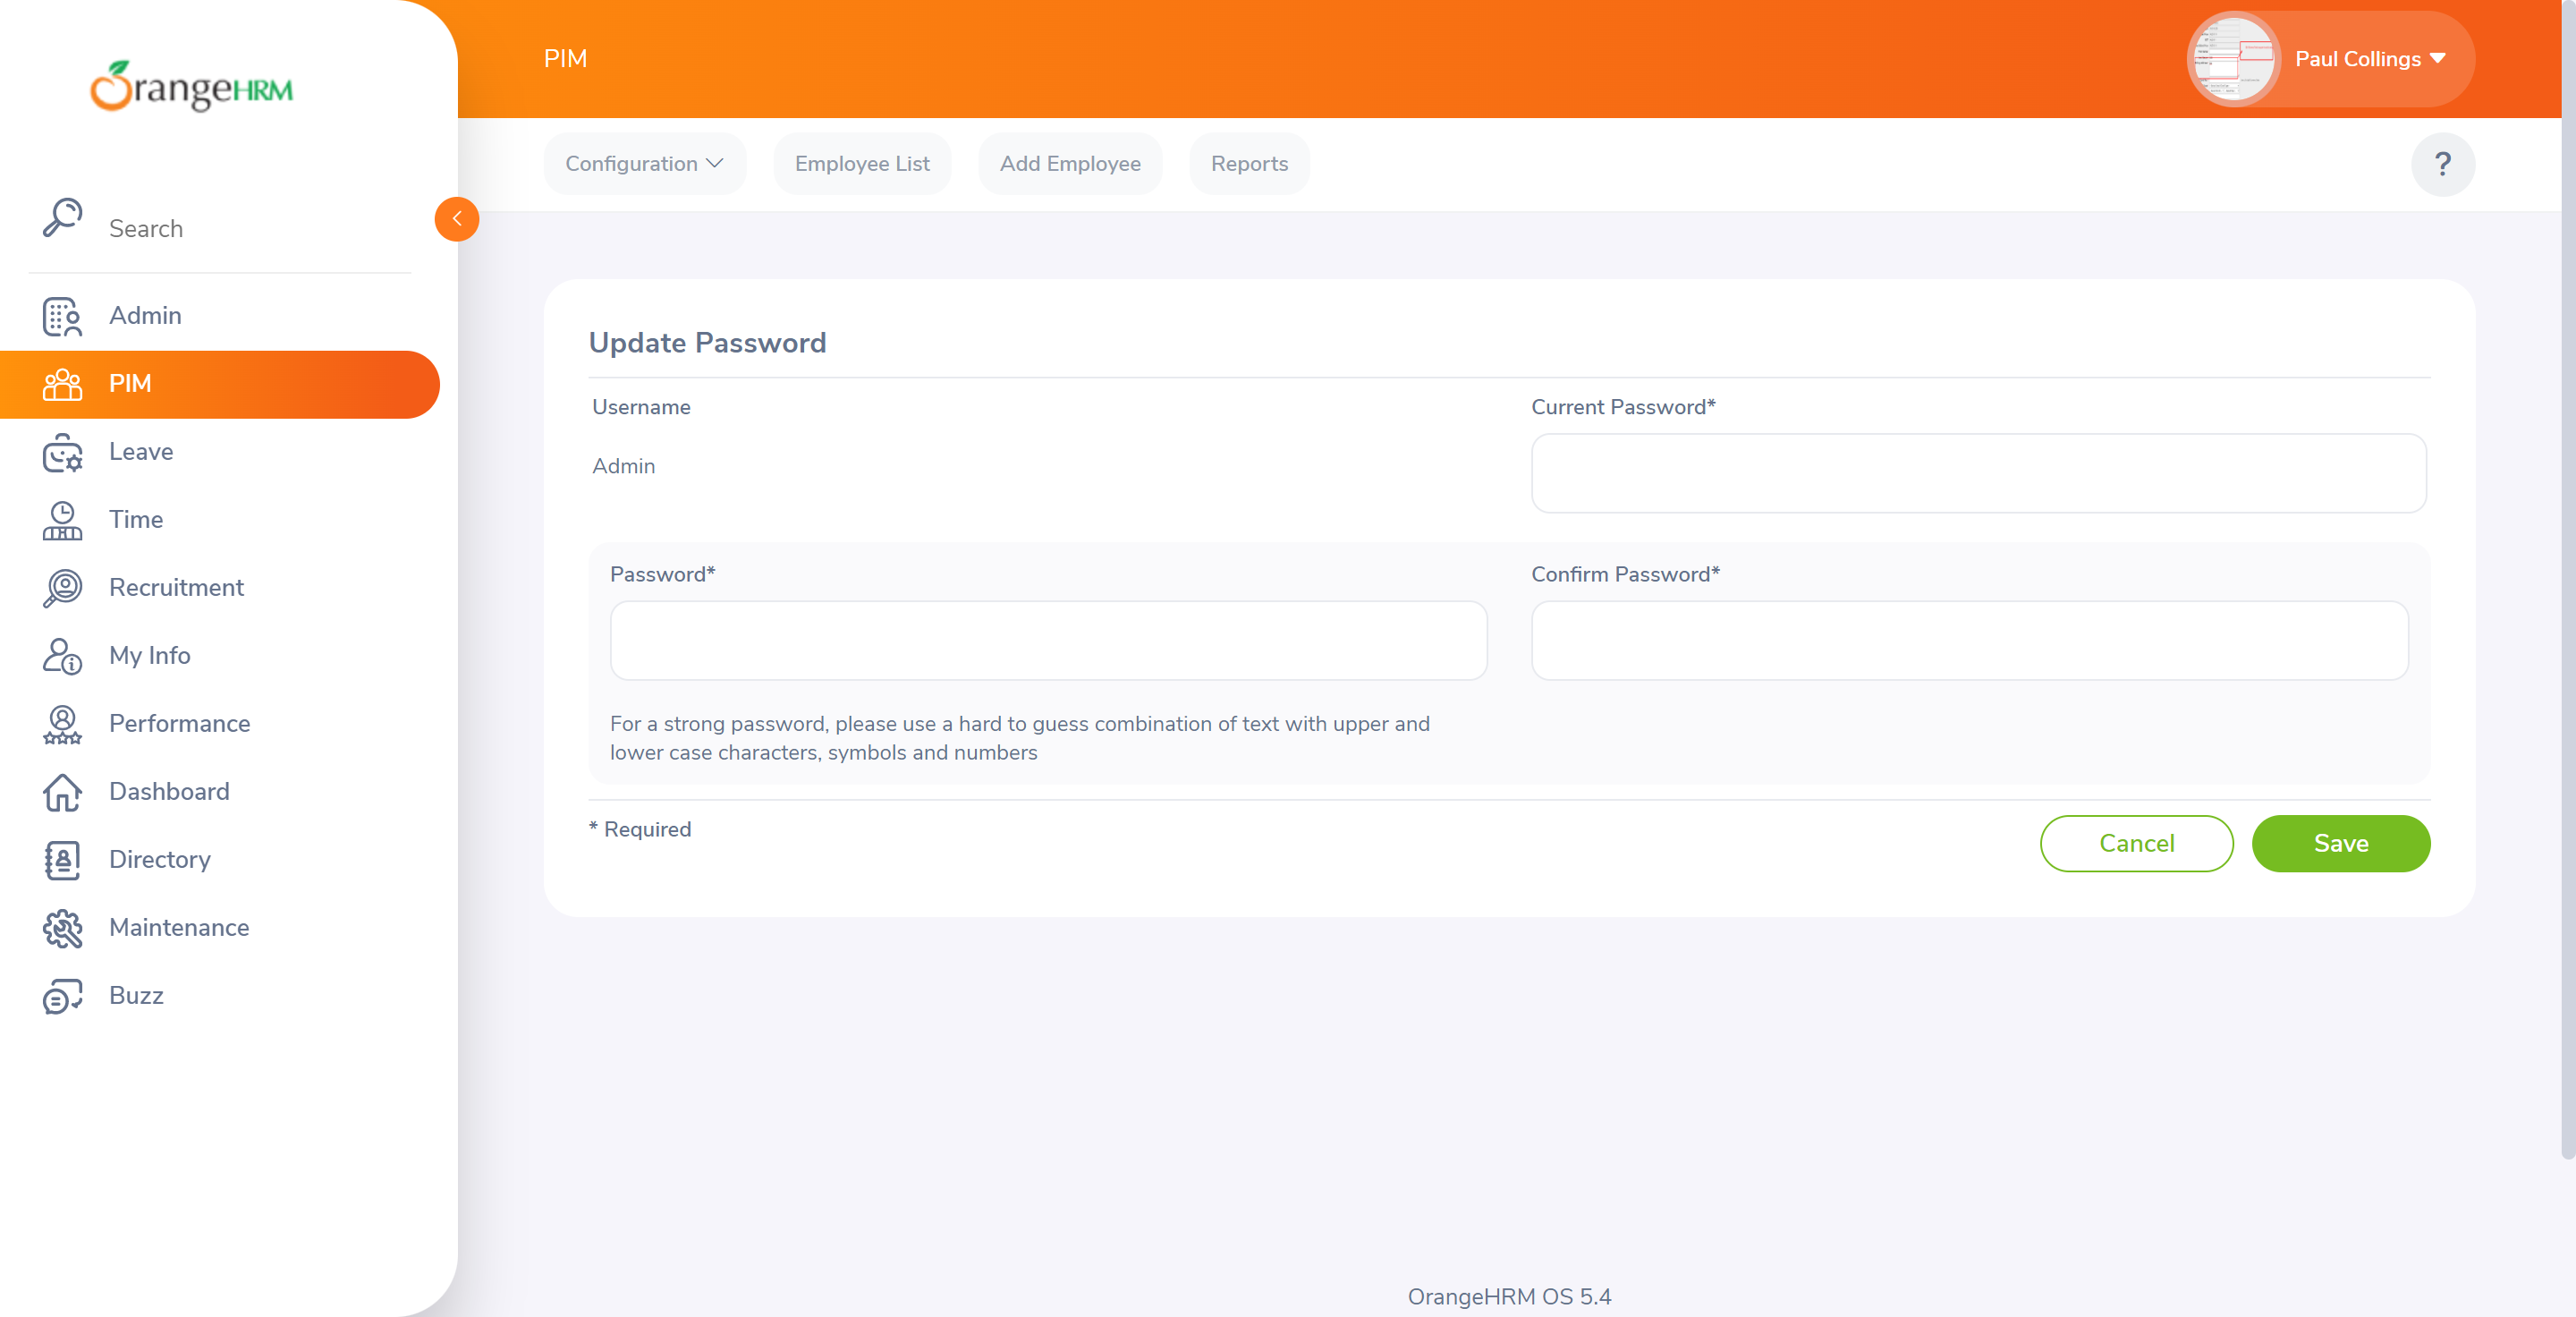 OrangeHRM
PIM
Paul Collings
Configuration
Employee List
Add Employee
Reports
?
Search
Admin
PIM
Leave
Time
Recruitment
My Info
Performance
Dashboard
Directory
Maintenance
Buzz
Update Password
Username
Current Password*
Admin
Password*
Confirm Password*
For a strong password, please use a hard to guess combination of text with upper and
lower case characters, symbols and numbers
* Required
Cancel
Save
OrangeHRM OS 5.4